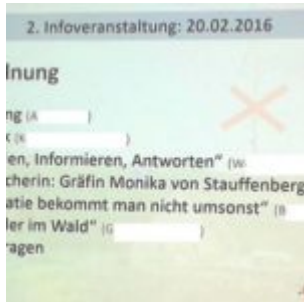 2. Infoveranstaltung: 20.02.2016
lnung
ng (A )
k (K )
en, Informieren, Antworten" (W-
cherin: Gräfin Monika von Stauffenberg
atie bekommt man nicht umsonst" (B
ler im Wald" (G )
ragen